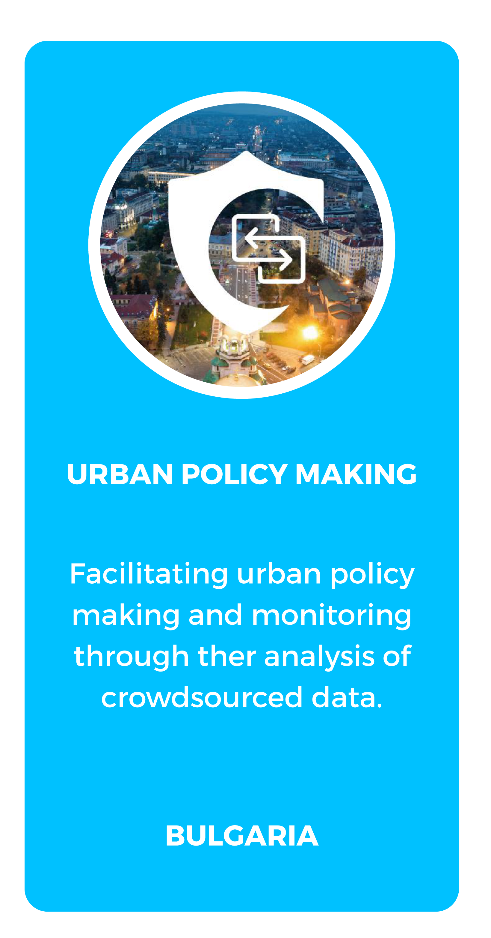 URBAN POLICY MAKING
Facilitating urban policy
making and monitoring
through ther analysis of
crowdsourced data.
BULGARIA